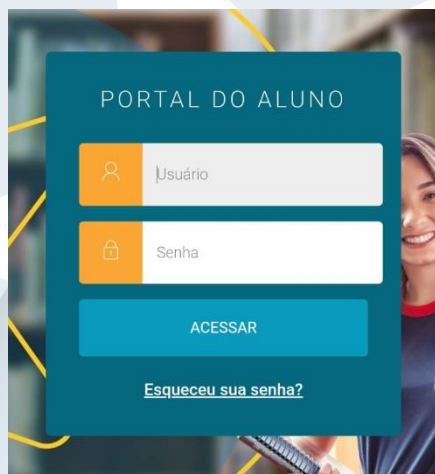 PORTAL DO ALUNO
Usuário
Senha
ACESSAR
Esqueceu sua senha?